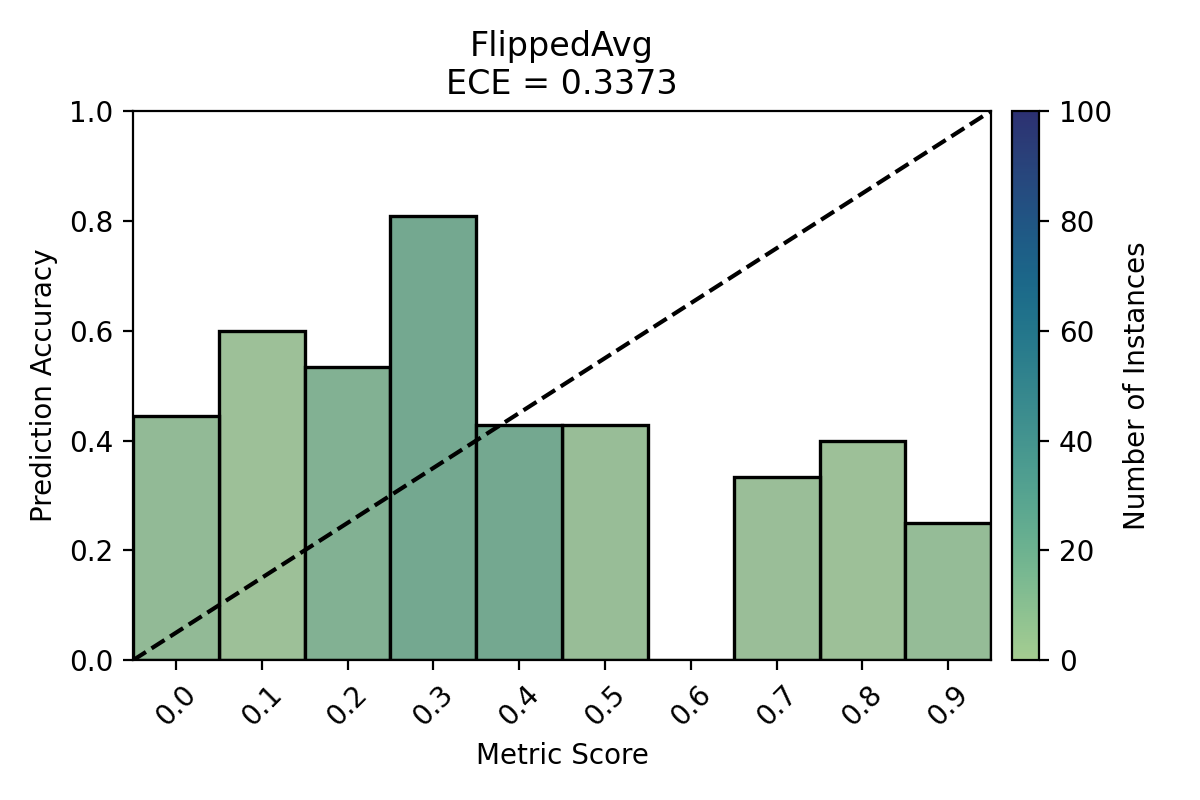 FlippedAvg
ECE = 0.3373
1.0
0.8
0.6
0.4
0.2
0.0
Prediction Accuracy
0.0 0.1 0.2 0.3 0.4 0.5 0.6 0.7 0.8 0.9
Metric Score
100
80
60
40
20
0
Number of Instances